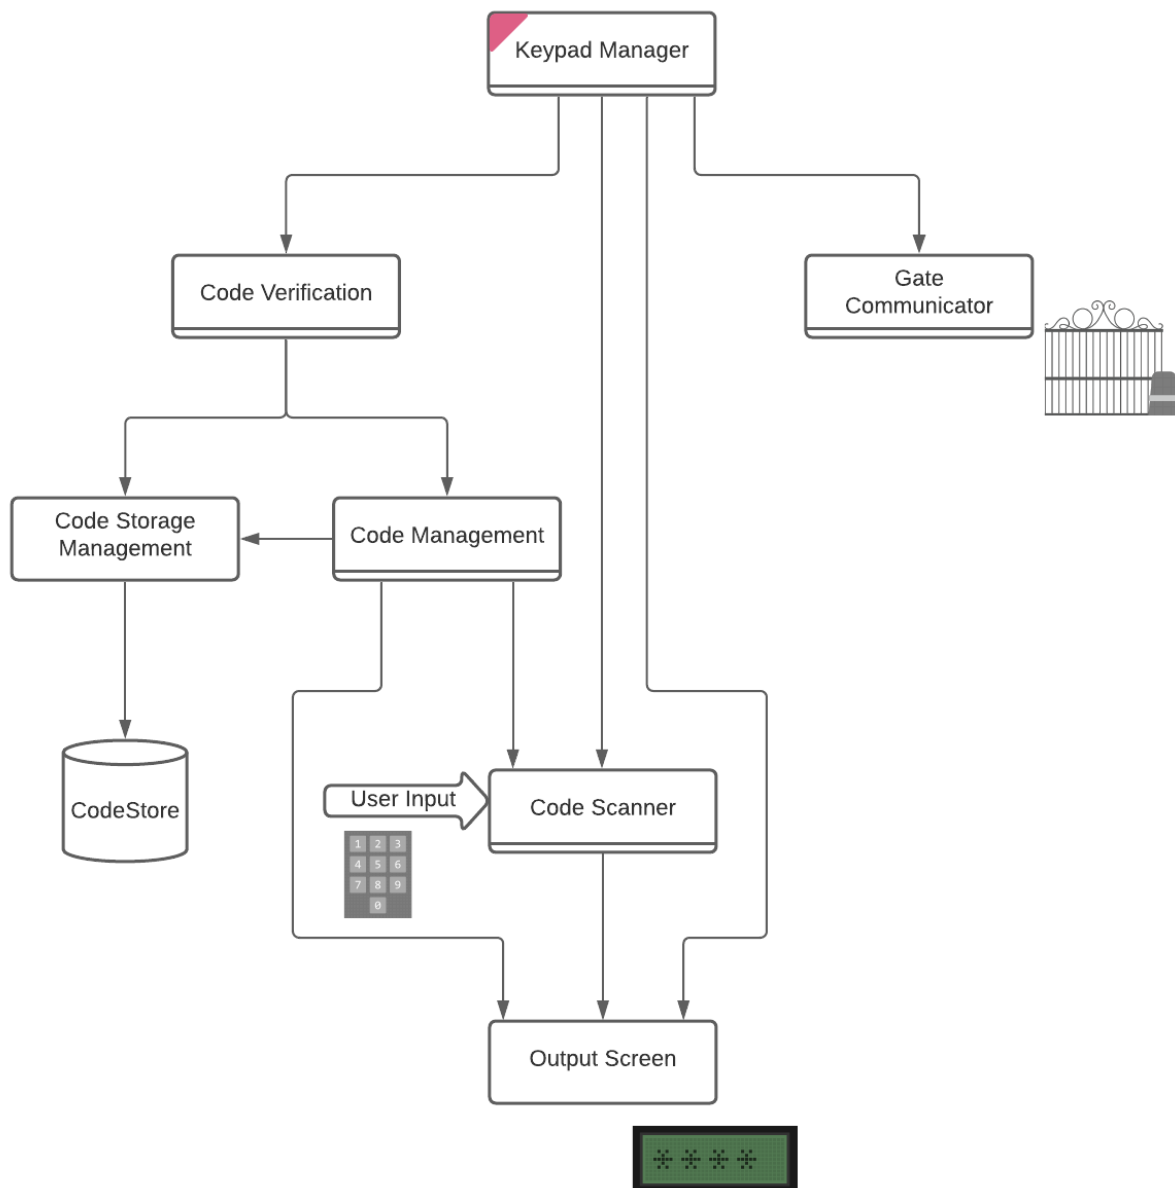 Keypad Manager
Code Verification
Gate
Communicator
Code Storage
Management
Code Management
CodeStore
User Input
Code Scanner
1 2 3
4 5 6
7 8 9
0
Output Screen
****